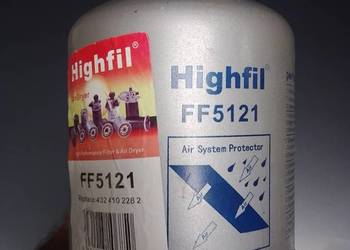 Highfil®
FF5121
Replace: 432 410 228 2
Highfil®
FF5121
Air System Protector